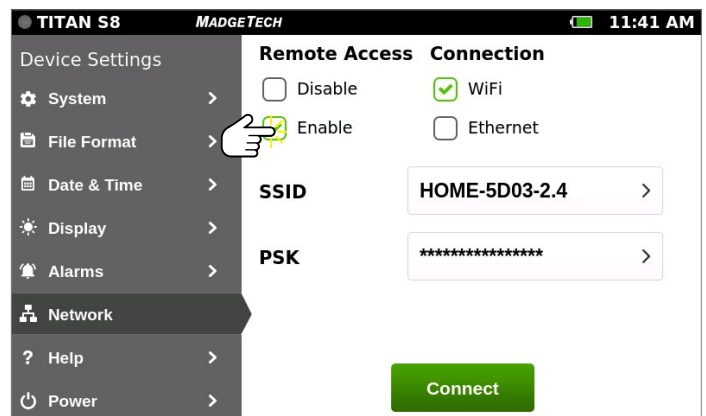 TITAN S8 MADGETECH 11:41 AM
Device Settings
System
File Format
Date & Time
Display
Alarms
Network
? Help
Power
Remote Access Connection
Disable WiFi
Enable Ethernet
SSID HOME-5D03-2.4
PSK ****************
Connect